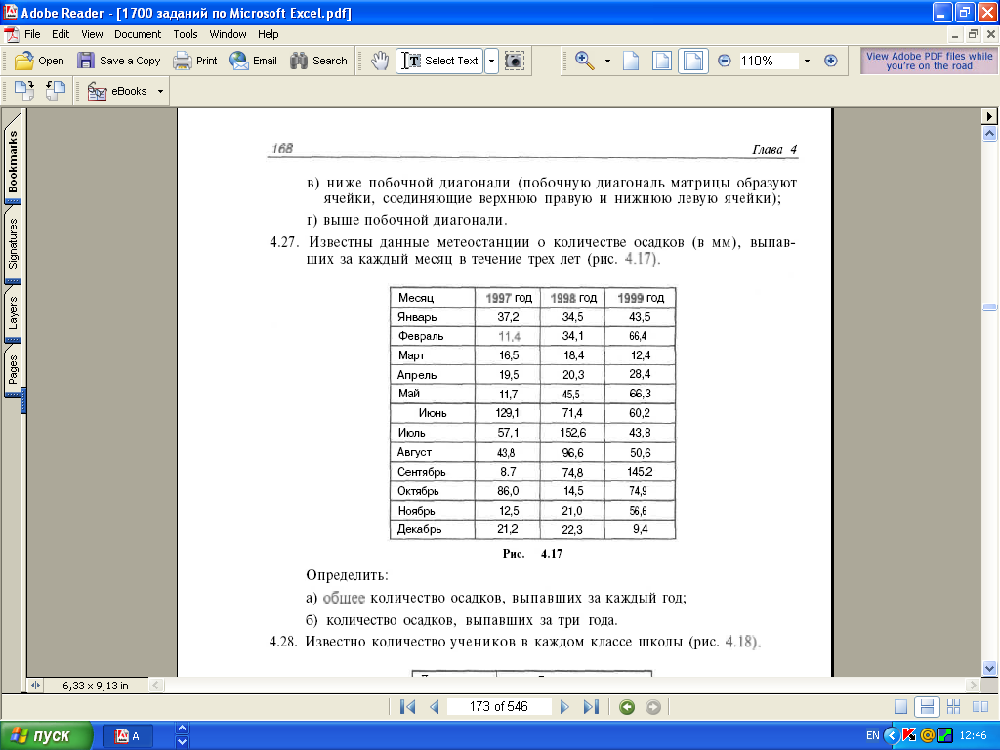 Adobe Reader - [1700 заданий по Microsoft Excel.pdf]
File Edit View Document Tools Window Help
Open Save a Copy Print Email Search Select Text 110% View Adobe PDF files while you're on the road
eBooks
Bookmarks
Signatures
Layers
Pages
168 Глава 4
в) ниже побочной диагонали (побочную диагональ матрицы образуют
ячейки, соединяющие верхнюю правую и нижнюю левую ячейки);
г) выше побочной диагонали.
4.27. Известны данные метеостанции о количестве осадков (в мм), выпав-
ших за каждый месяц в течение трех лет (рис. 4.17).
Месяц 1997 год 1998 год 1999 год
Январь 37,2 34,5 43,5
Февраль 11,4 34,1 66,4
Март 16,5 18,4 12,4
Апрель 19,5 20,3 28,4
Май 11,7 45,5 66,3
Июнь 129,1 71,4 60,2
Июль 57,1 152,6 43,8
Август 43,8 96,6 50,6
Сентябрь 8.7 74,8 145.2
Октябрь 86,0 14,5 74,9
Ноябрь 12,5 21,0 56,6
Декабрь 21,2 22,3 9,4
Рис. 4.17
Определить:
а) общее количество осадков, выпавших за каждый год;
б) количество осадков, выпавших за три года.
4.28. Известно количество учеников в каждом классе школы (рис. 4.18).
6,33 x 9,13 in
173 of 546
пуск A EN 12:46